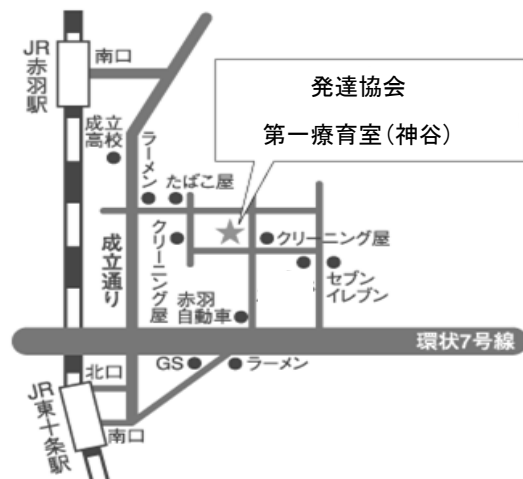 JR赤羽駅
南口
発達協会
第一療育室(神谷)
成立
高校
ラーメン
たばこ屋
成立通り
クリーニング屋
クリーニング屋
セブン
イレブン
赤羽
自動車
環状7号線
GS
ラーメン
北口
JR東十条駅
南口